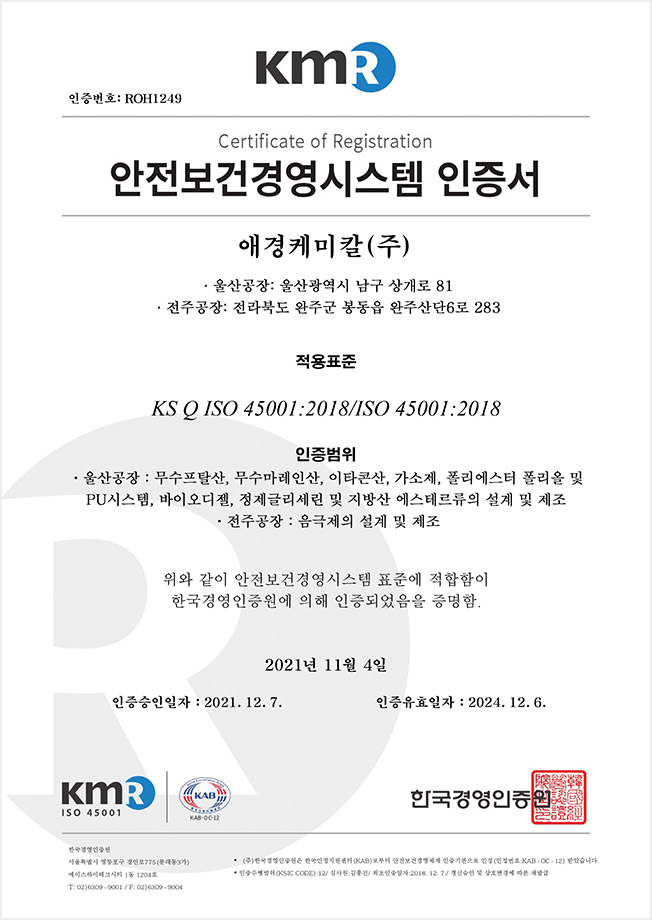 KMR
인증번호: ROH1249
Certificate of Registration
안전보건경영시스템 인증서
애경케미칼(주)
· 울산공장: 울산광역시 남구 상개로 81
· 전주공장: 전라북도 완주군 봉동읍 완주산단6로 283
적용표준
KS Q ISO 45001:2018/ISO 45001:2018
인증범위
· 울산공장 : 무수프탈산, 무수마레인산, 이타콘산, 가소제, 폴리에스터 폴리올 및
PU시스템, 바이오디젤, 정제글리세린 및 지방산 에스테르류의 설계 및 제조
· 전주공장 : 음극제의 설계 및 제조
위와 같이 안전보건경영시스템 표준에 적합함이
한국경영인증원에 의해 인증되었음을 증명함.
2021년 11월 4일
인증승인일자 : 2021. 12. 7. 인증유효일자 : 2024. 12. 6.
KMR
ISO 45001
KAB
KAB-OC-12
한국경영인증원
한국경영인증원
서울특별시 영등포구 경인로775(문래동3가)
에이스하이테크시티 1동 1204호
T: 02)6309-9001 / F: 02)6309-9004
• (주)한국경영인증원은 한국인정지원센터(KAB)로부터 안전보건경영체제 인증기관으로 인정(인정번호:KAB-OC-12) 받았습니다.
• 인증수행범위(KSIC CODE):12/ 심사원:김홍진/ 최초인증일자:2018. 12. 7./ 갱신승인 및 상호변경에 따른 재발급